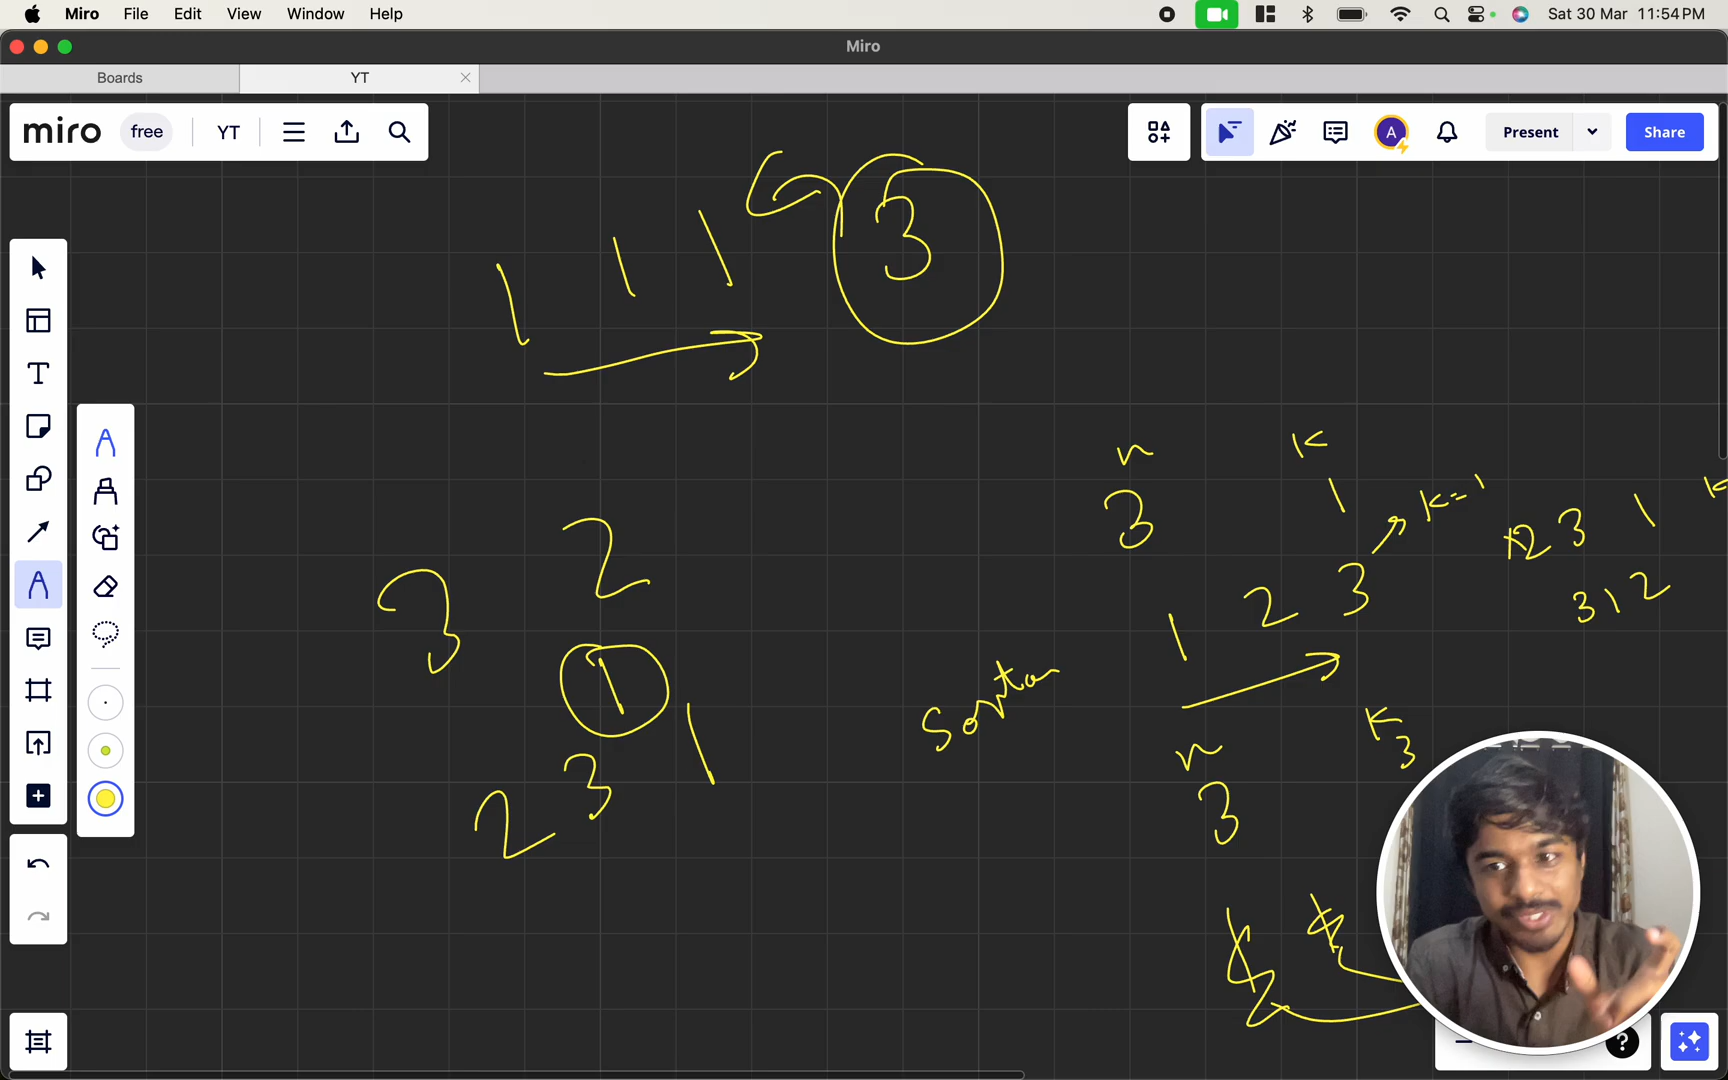 Miro File Edit View Window Help Sat 30 Mar 11:54 PM
Miro
Boards YT
miro free YT Present Share
A
T
?
1 1 1 3
n K
3 1 K=1
K
2 3 1
3 1 2
1 2 3
2
3
1
1
2 3
n K
3
3